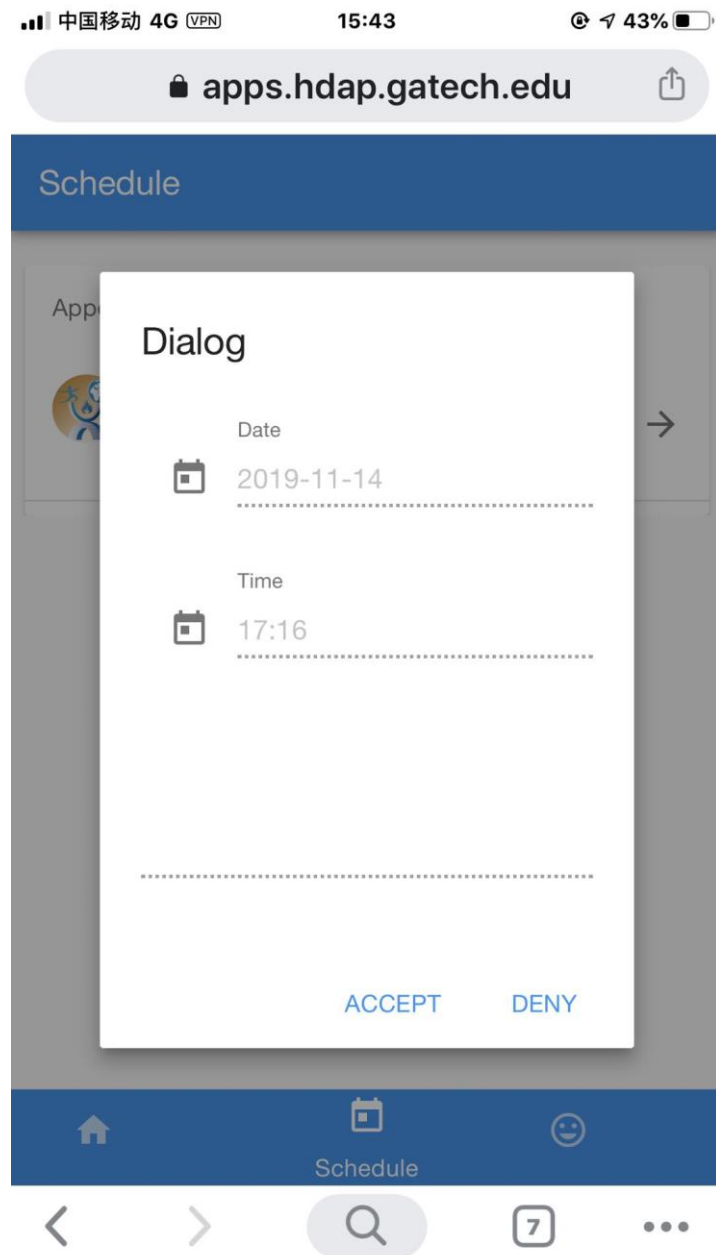 中国移动 4G VPN 15:43 43%
apps.hdap.gatech.edu
Schedule
App
Dialog
Date
2019-11-14
Time
17:16
ACCEPT DENY
Schedule
7